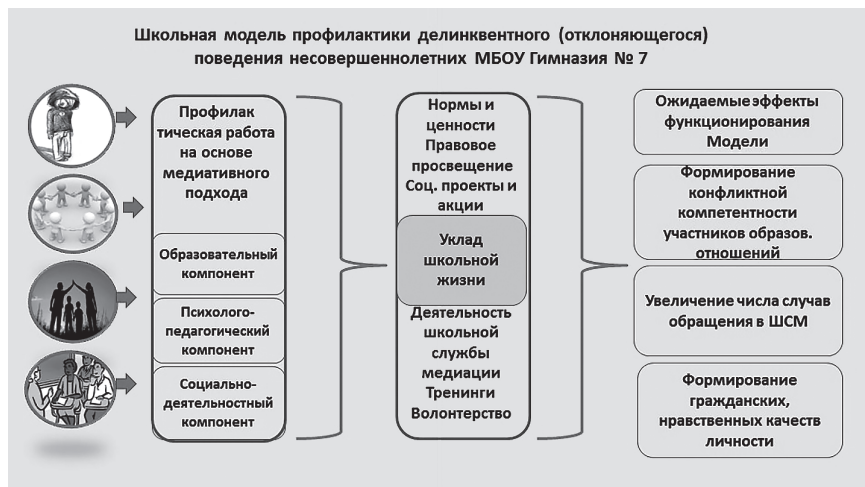 Школьная модель профилактики делинквентного (отклоняющегося)
поведения несовершеннолетних МБОУ Гимназия № 7
Профилак
тическая работа
на основе
медиативного
подхода
Образовательный
компонент
Психолого-
педагогический
компонент
Социально-
деятельностный
компонент
Нормы и
ценности
Правовое
просвещение
Соц. проекты и
акции
Уклад
школьной
жизни
Деятельность
школьной
службы
медиации
Тренинги
Волонтерство
Ожидаемые эффекты
функционирования
Модели
Формирование
конфликтной
компетентности
участников образов.
отношений
Увеличение числа случав
обращения в ШСМ
Формирование
гражданских,
нравственных качеств
личности